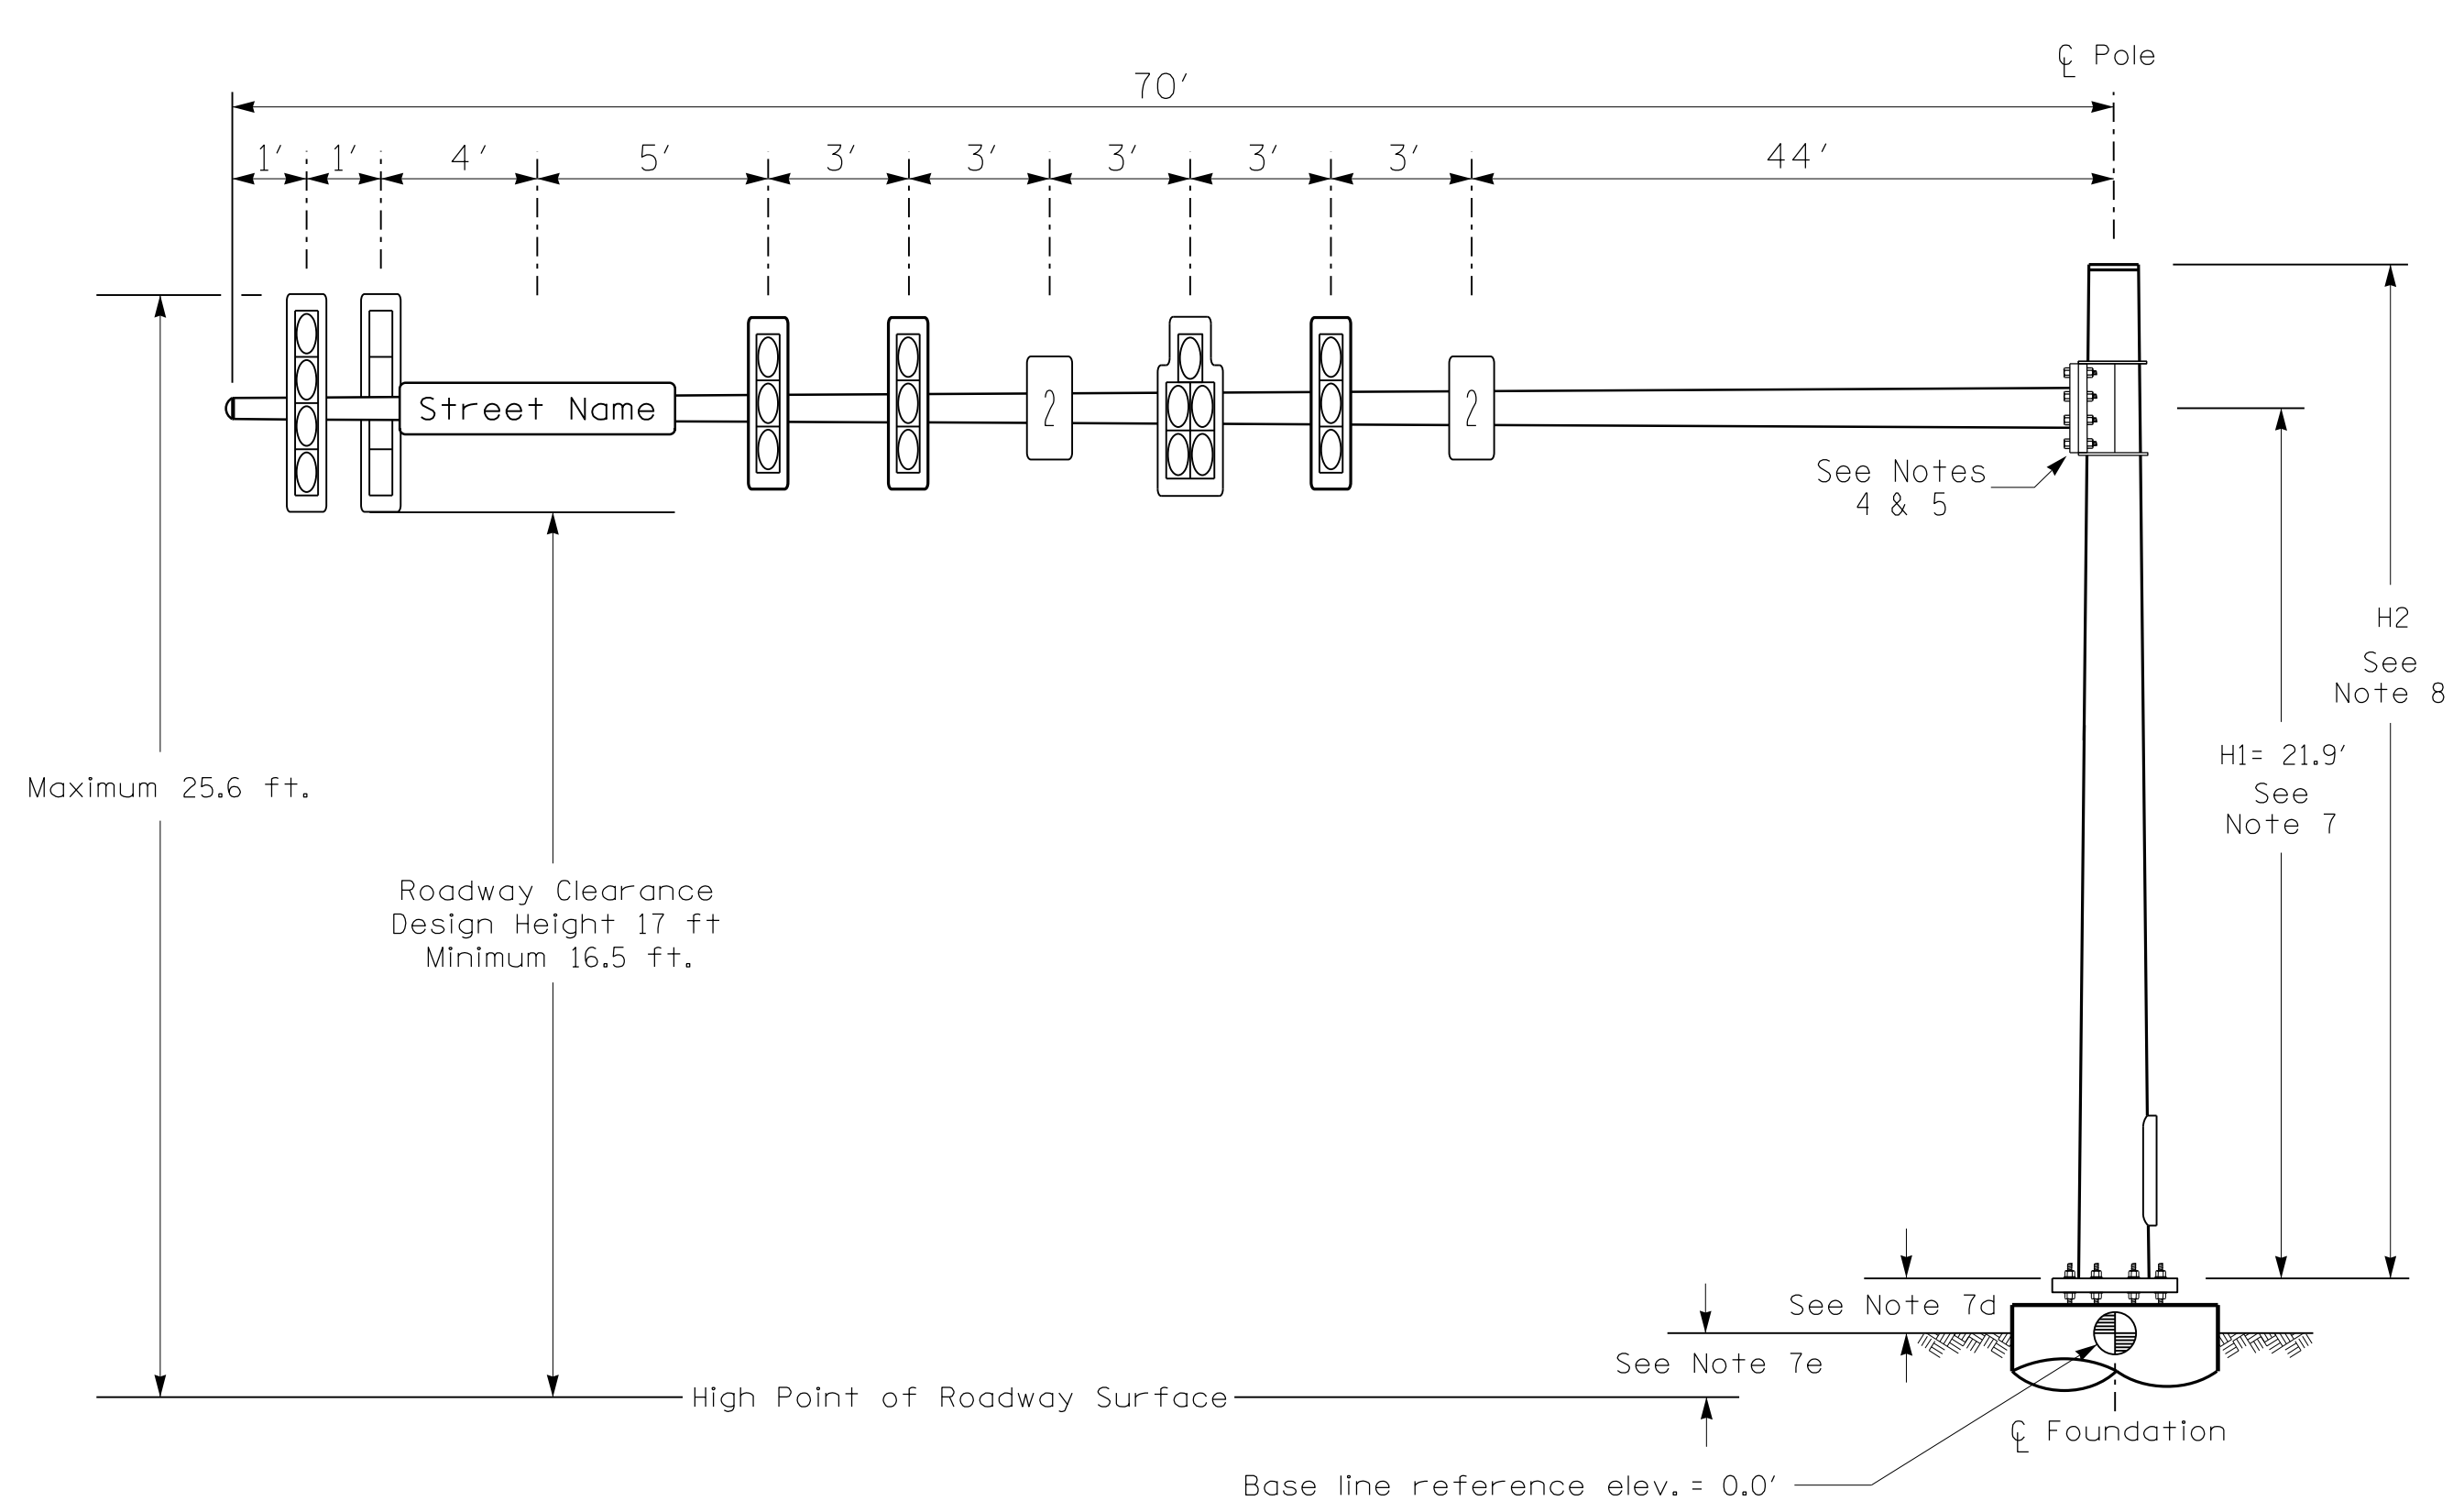 ℄ Pole
70'
1' 1' 4' 5' 3' 3' 3' 3' 3' 44'
Street Name
2
2
See Notes
4 & 5
H2
See
Note 8
H1= 21.9'
See
Note 7
Maximum 25.6 ft.
Roadway Clearance
Design Height 17 ft
Minimum 16.5 ft.
See Note 7d
See Note 7e
High Point of Roadway Surface
℄ Foundation
Base line reference elev.= 0.0'